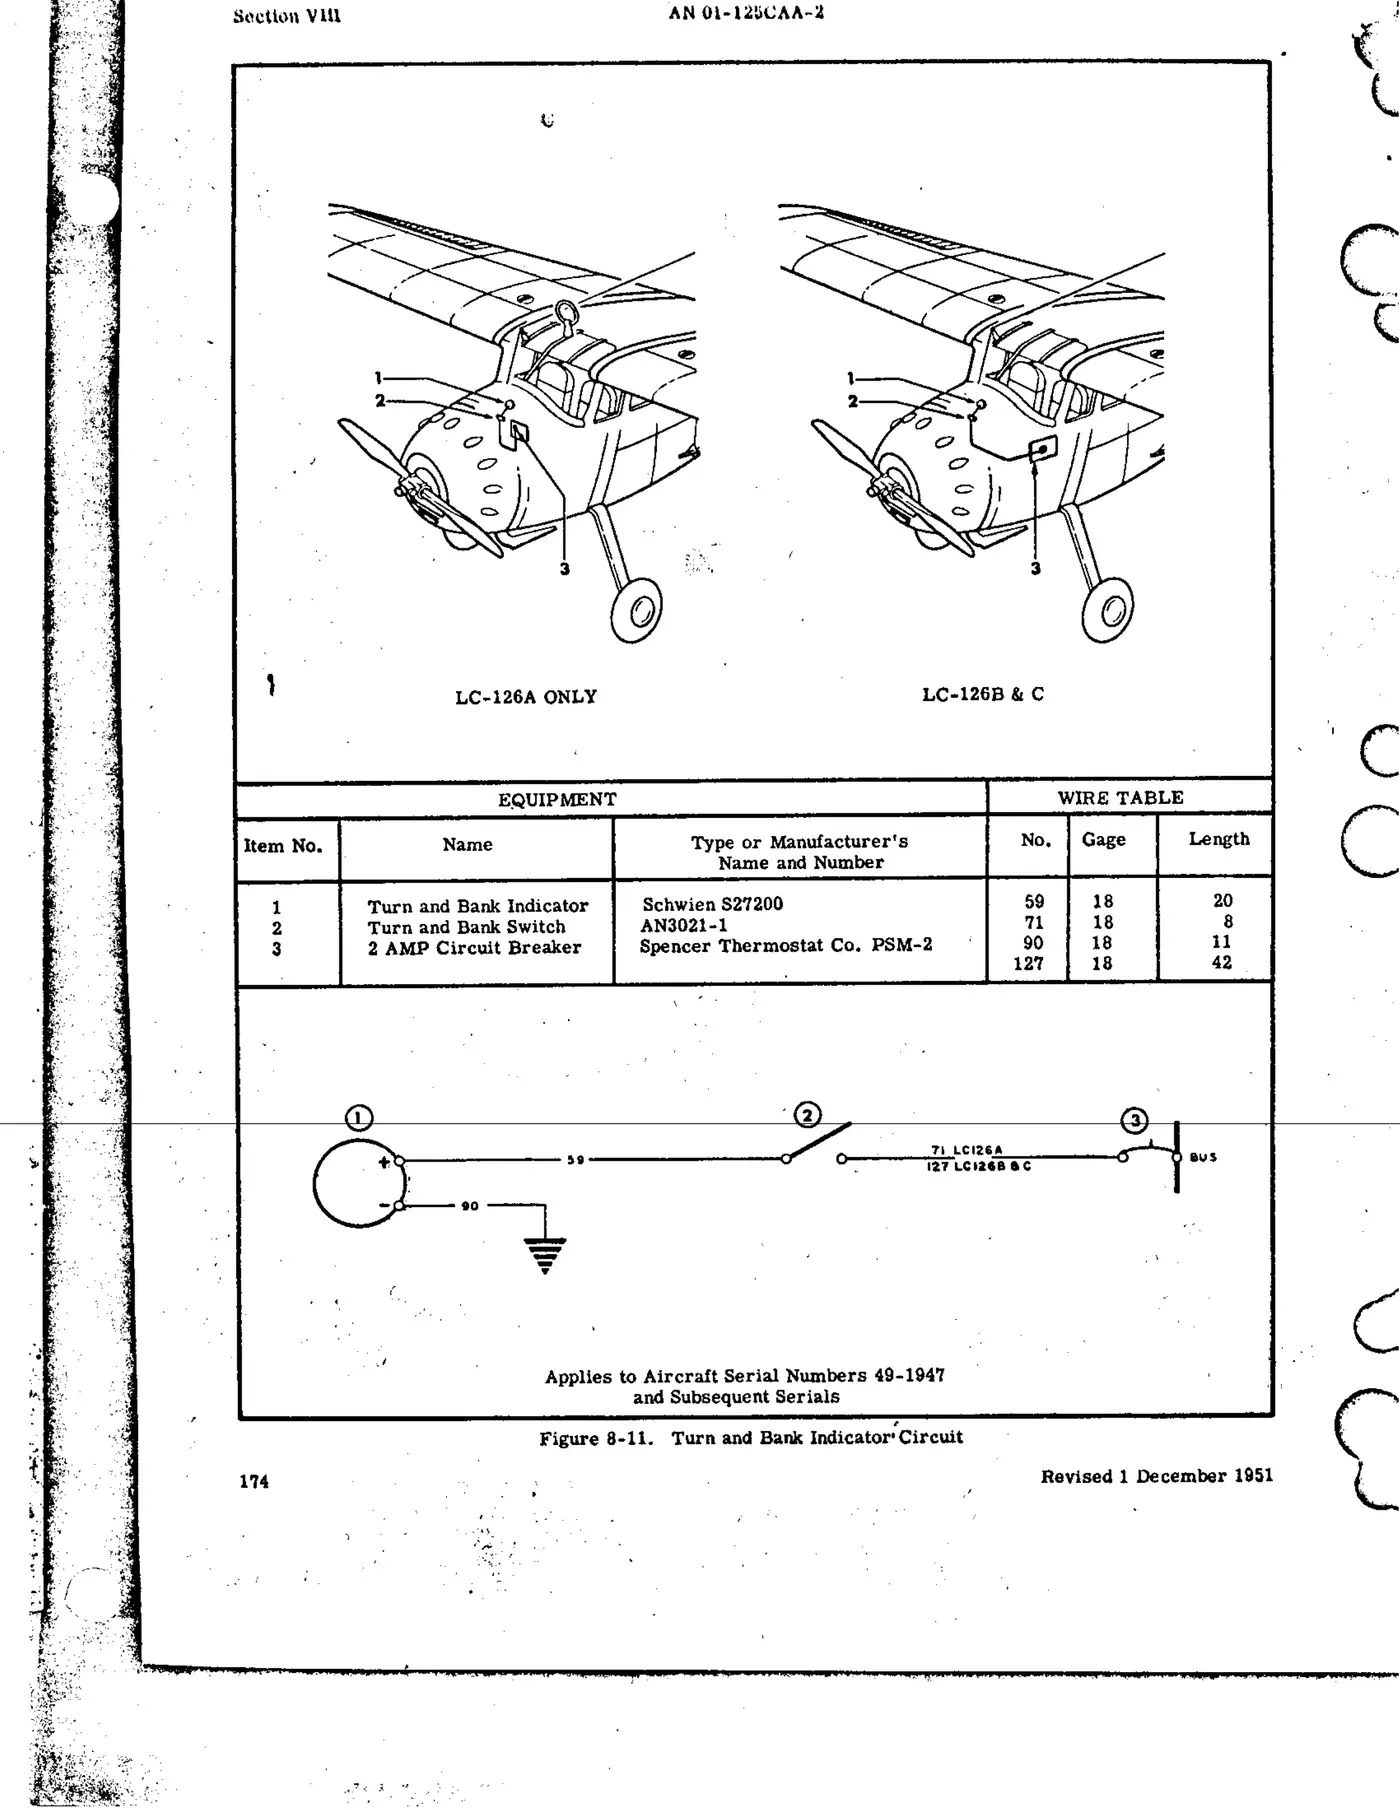 Section VIII
AN 01-125CAA-2
1
2
3
1
2
3
LC-126A ONLY
LC-126B & C
EQUIPMENT
WIRE TABLE
Item No.
Name
Type or Manufacturer's
Name and Number
No.
Gage
Length
1 Turn and Bank Indicator Schwien S27200 59 18 20
2 Turn and Bank Switch AN3021-1 71 18 8
3 2 AMP Circuit Breaker Spencer Thermostat Co. PSM-2 90 18 11
127 18 42
1
2
3
+
59
71 LC126A
127 LC126B & C
BUS
-
90
Applies to Aircraft Serial Numbers 49-1947
and Subsequent Serials
Figure 8-11. Turn and Bank Indicator Circuit
174
Revised 1 December 1951